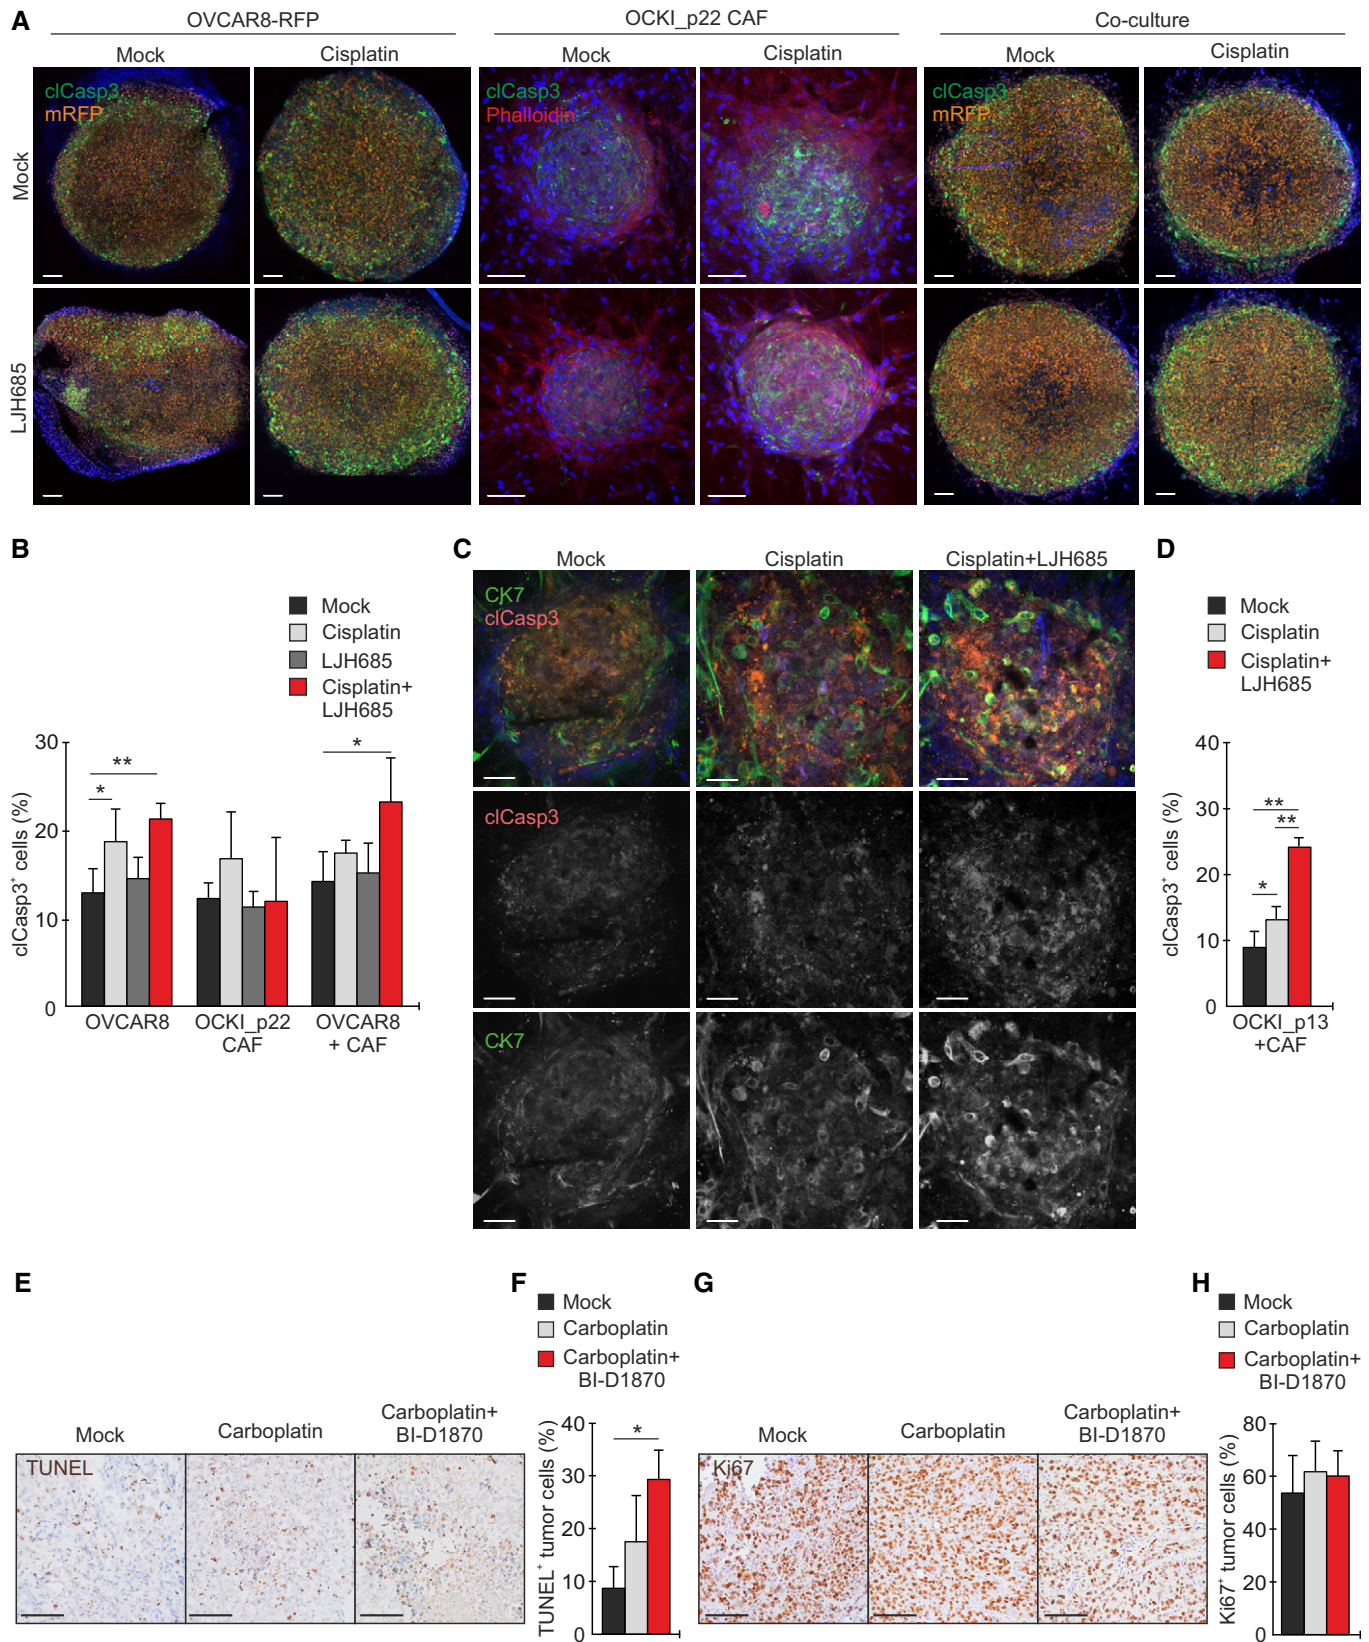 A
OVCAR8-RFP
OCKI_p22 CAF
Co-culture
Mock
Cisplatin
Mock
Cisplatin
Mock
Cisplatin
clCasp3
mRFP
clCasp3
Phalloidin
clCasp3
mRFP
Mock
LJH685
B
Mock
Cisplatin
LJH685
Cisplatin+
LJH685
clCasp3+ cells (%)
30
20
10
0
*
**
*
OVCAR8
OCKI_p22
CAF
OVCAR8
+ CAF
C
Mock
Cisplatin
Cisplatin+LJH685
CK7
clCasp3
clCasp3
CK7
D
Mock
Cisplatin
Cisplatin+
LJH685
clCasp3+ cells (%)
40
30
20
10
0
**
**
*
OCKI_p13
+CAF
E
Mock
Carboplatin
Carboplatin+
BI-D1870
TUNEL
F
Mock
Carboplatin
Carboplatin+
BI-D1870
TUNEL+ tumor cells (%)
40
30
20
10
0
*
G
Mock
Carboplatin
Carboplatin+
BI-D1870
Ki67
H
Mock
Carboplatin
Carboplatin+
BI-D1870
Ki67+ tumor cells (%)
80
60
40
20
0